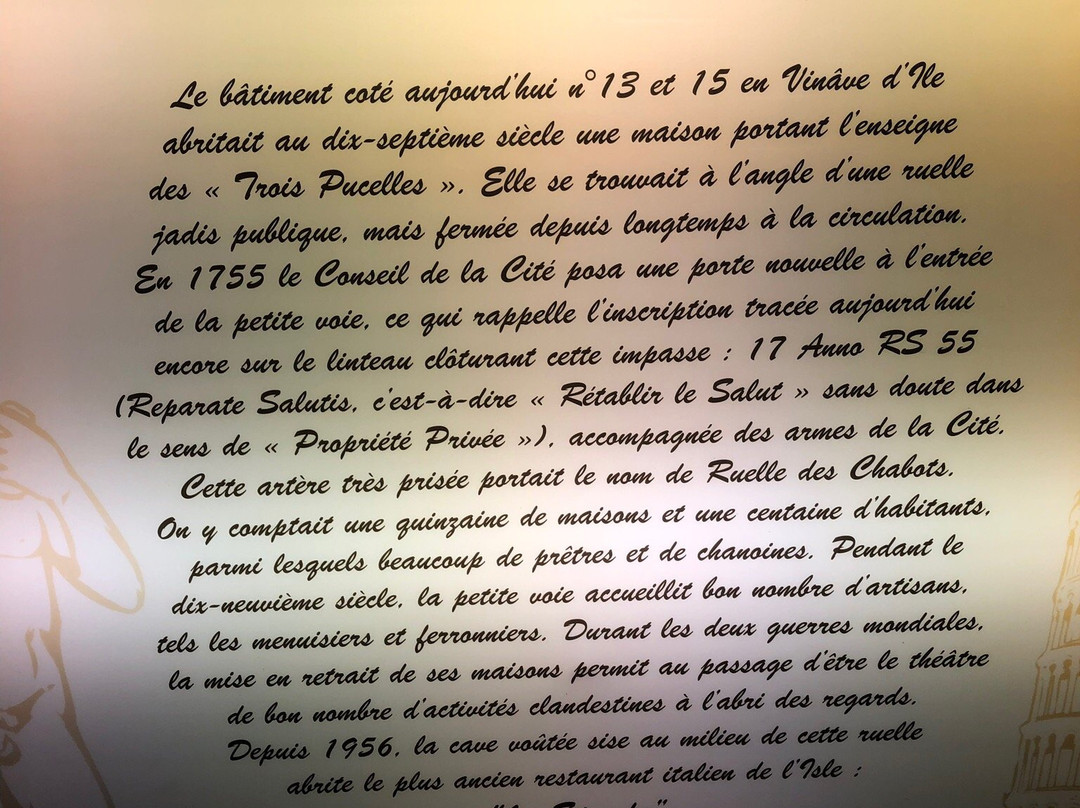 Le bâtiment coté aujourd'hui n° 13 et 15 en Vinâve d'Ile
abritait au dix-septième siècle une maison portant l'enseigne
des « Trois Pucelles ». Elle se trouvait à l'angle d'une ruelle
jadis publique, mais fermée depuis longtemps à la circulation.
En 1755 le Conseil de la Cité posa une porte nouvelle à l'entrée
de la petite voie, ce qui rappelle l'inscription tracée aujourd'hui
encore sur le linteau clôturant cette impasse : 17 Anno RS 55
(Reparate Salutis, c'est-à-dire « Rétablir le Salut » sans doute dans
le sens de « Propriété Privée »), accompagnée des armes de la Cité.
Cette artère très prisée portait le nom de Ruelle des Chabots.
On y comptait une quinzaine de maisons et une centaine d'habitants,
parmi lesquels beaucoup de prêtres et de chanoines. Pendant le
dix-neuvième siècle, la petite voie accueillit bon nombre d'artisans,
tels les menuisiers et ferronniers. Durant les deux guerres mondiales,
la mise en retrait de ses maisons permit au passage d'être le théâtre
de bon nombre d'activités clandestines à l'abri des regards.
Depuis 1956, la cave voûtée sise au milieu de cette ruelle
abrite le plus ancien restaurant italien de l'Isle :